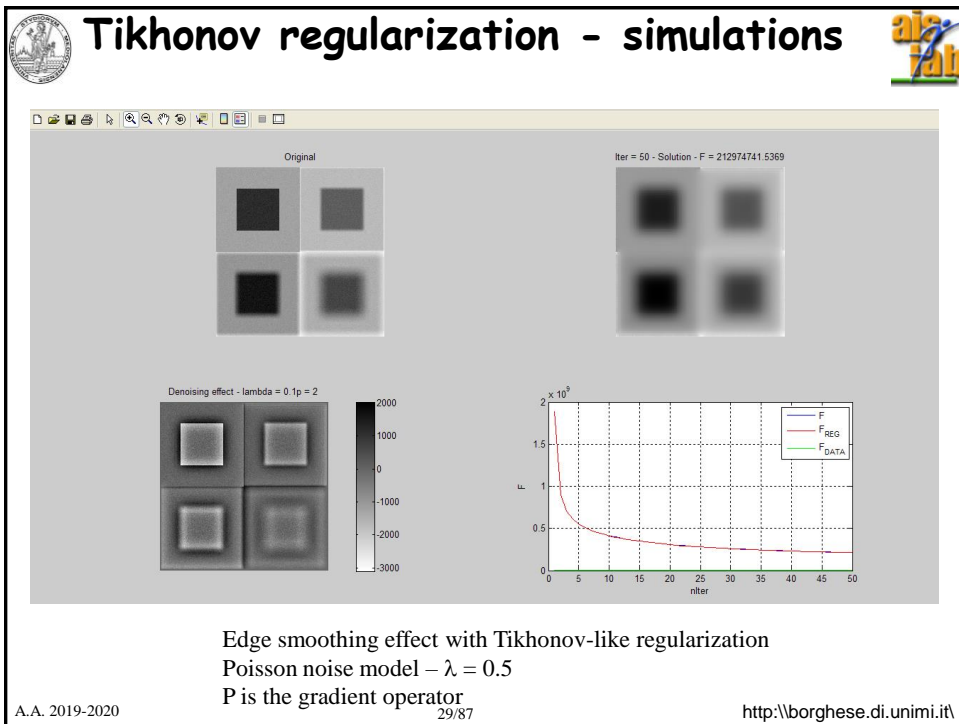 Tikhonov regularization - simulations
Original
Iter = 50 - Solution - F = 212974741.5369
Denoising effect - lambda = 0.1p = 2
2000
1000
0
-1000
-2000
-3000
x 10^9
2
1.5
1
0.5
0
F
F
F_REG
F_DATA
0 5 10 15 20 25 30 35 40 45 50
nIter
Edge smoothing effect with Tikhonov-like regularization
Poisson noise model – λ = 0.5
P is the gradient operator
A.A. 2019-2020
29/87
http:\\borghese.di.unimi.it\